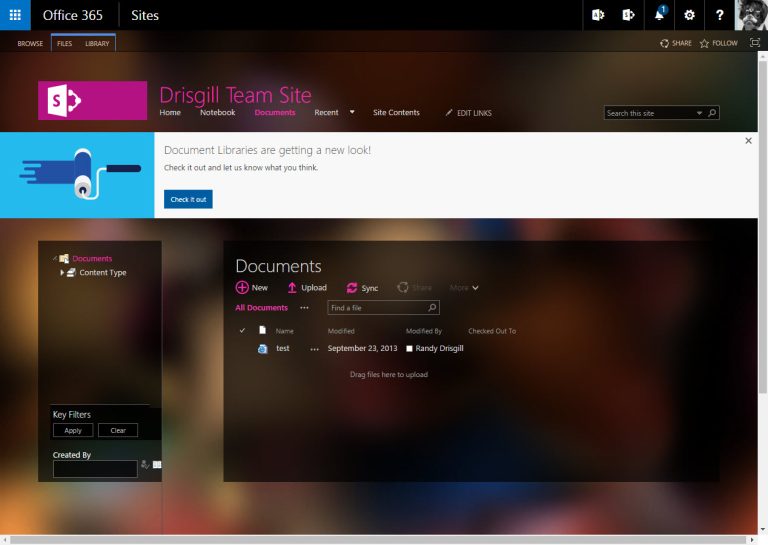 Office 365 Sites 1 ?
BROWSE FILES LIBRARY SHARE FOLLOW
S
Drisgill Team Site
Home Notebook Documents Recent Site Contents EDIT LINKS Search this site
Document Libraries are getting a new look!
Check it out and let us know what you think.
Check it out
Documents
Content Type
Key Filters
Apply Clear
Created By
Documents
New Upload Sync Share More
All Documents ••• Find a file
Name Modified Modified By Checked Out To
test ••• September 23, 2013 Randy Drisgill
Drag files here to upload